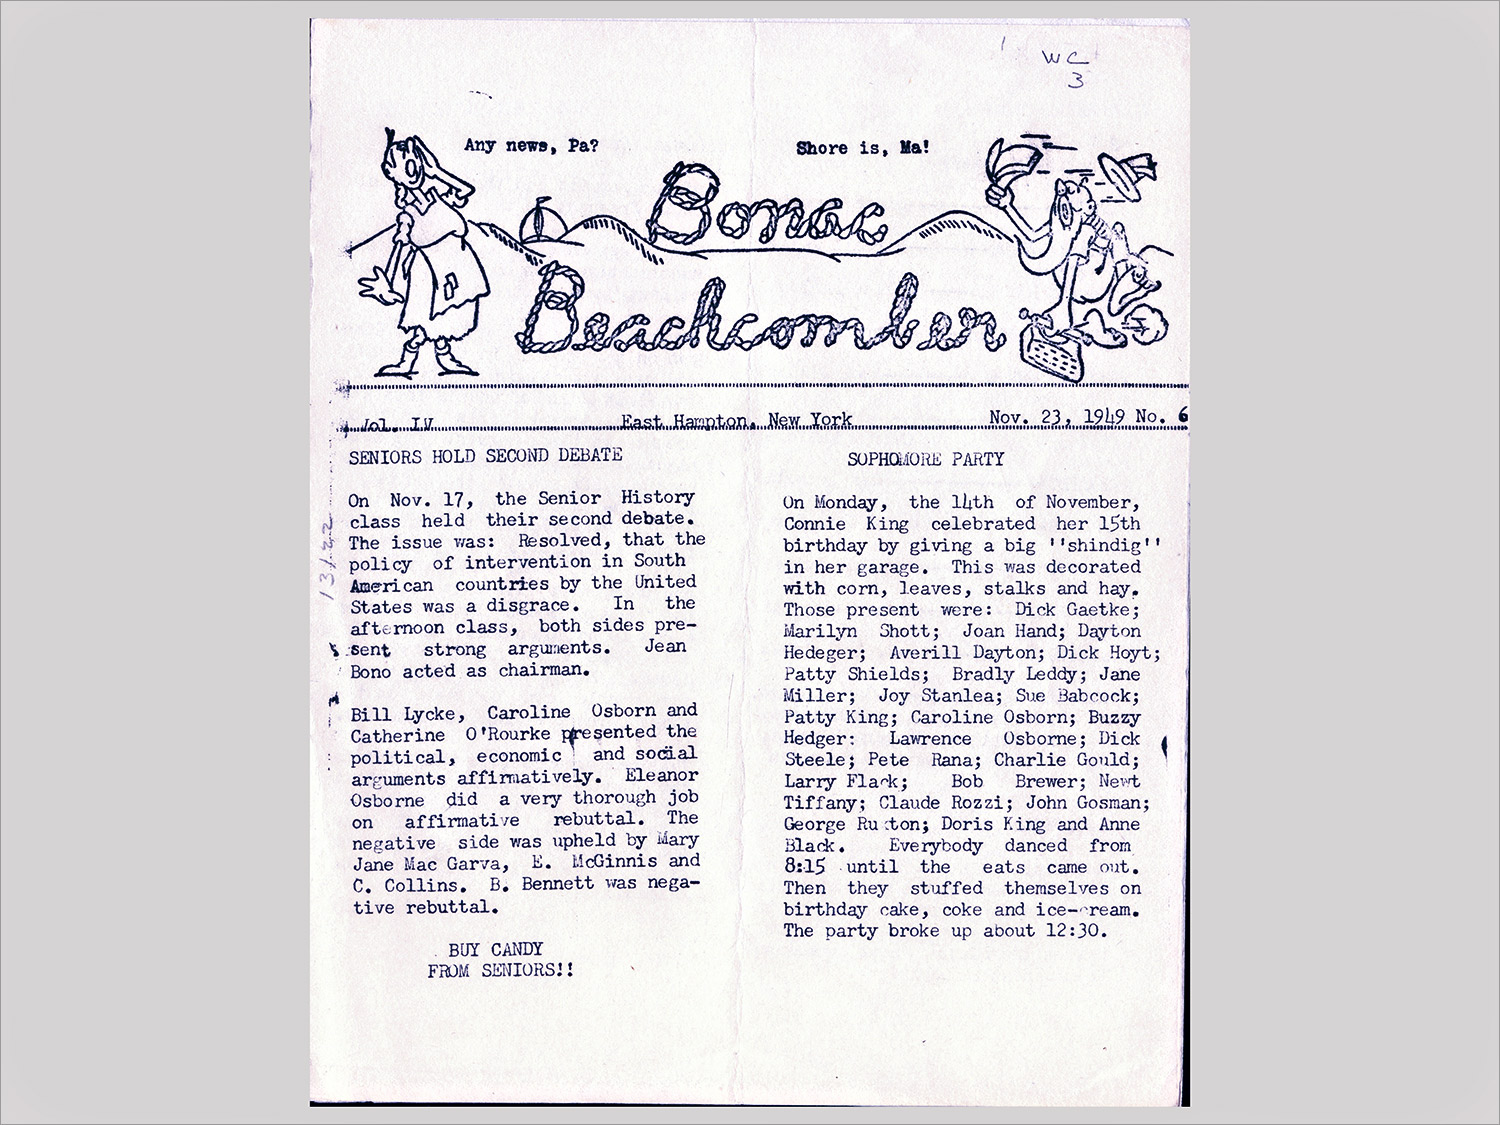 WC
3
Any news, Pa?
Shore is, Ma!
Bonac
Beachcomber
Vol. IV East Hampton, New York Nov. 23, 1949 No. 6
SENIORS HOLD SECOND DEBATE
On Nov. 17, the Senior History
class held their second debate.
The issue was: Resolved, that the
policy of intervention in South
American countries by the United
States was a disgrace. In the
afternoon class, both sides pre-
sent strong arguments. Jean
Bono acted as chairman.
Bill Lycke, Caroline Osborn and
Catherine O'Rourke presented the
political, economic and social
arguments affirmatively. Eleanor
Osborne did a very thorough job
on affirmative rebuttal. The
negative side was upheld by Mary
Jane Mac Garva, E. McGinnis and
C. Collins. B. Bennett was nega-
tive rebuttal.
BUY CANDY
FROM SENIORS!!
SOPHOMORE PARTY
On Monday, the 14th of November,
Connie King celebrated her 15th
birthday by giving a big ''shindig''
in her garage. This was decorated
with corn, leaves, stalks and hay.
Those present were: Dick Gaetke;
Marilyn Shott; Joan Hand; Dayton
Hedeger; Averill Dayton; Dick Hoyt;
Patty Shields; Bradly Leddy; Jane
Miller; Joy Stanlea; Sue Babcock;
Patty King; Caroline Osborn; Buzzy
Hedger: Lawrence Osborne; Dick
Steele; Pete Rana; Charlie Gould;
Larry Flack; Bob Brewer; Newt
Tiffany; Claude Rozzi; John Gosman;
George Ruxton; Doris King and Anne
Black. Everybody danced from
8:15 until the eats came out.
Then they stuffed themselves on
birthday cake, coke and ice-cream.
The party broke up about 12:30.